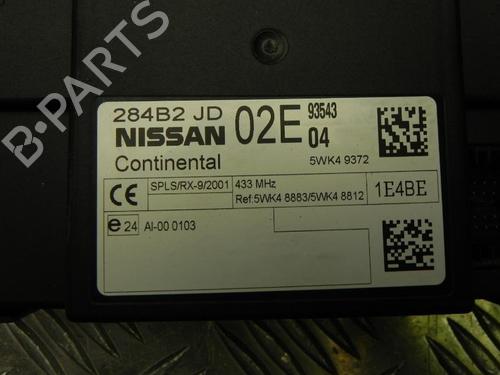 284B2 JD
NISSAN
02E
93543
04
Continental
5WK4 9372
CE
SPLS/RX-9/2001
433 MHz
Ref:5WK4 8883/5WK4 8812
1E4BE
e 24
AI-00 0103
B-PARTS